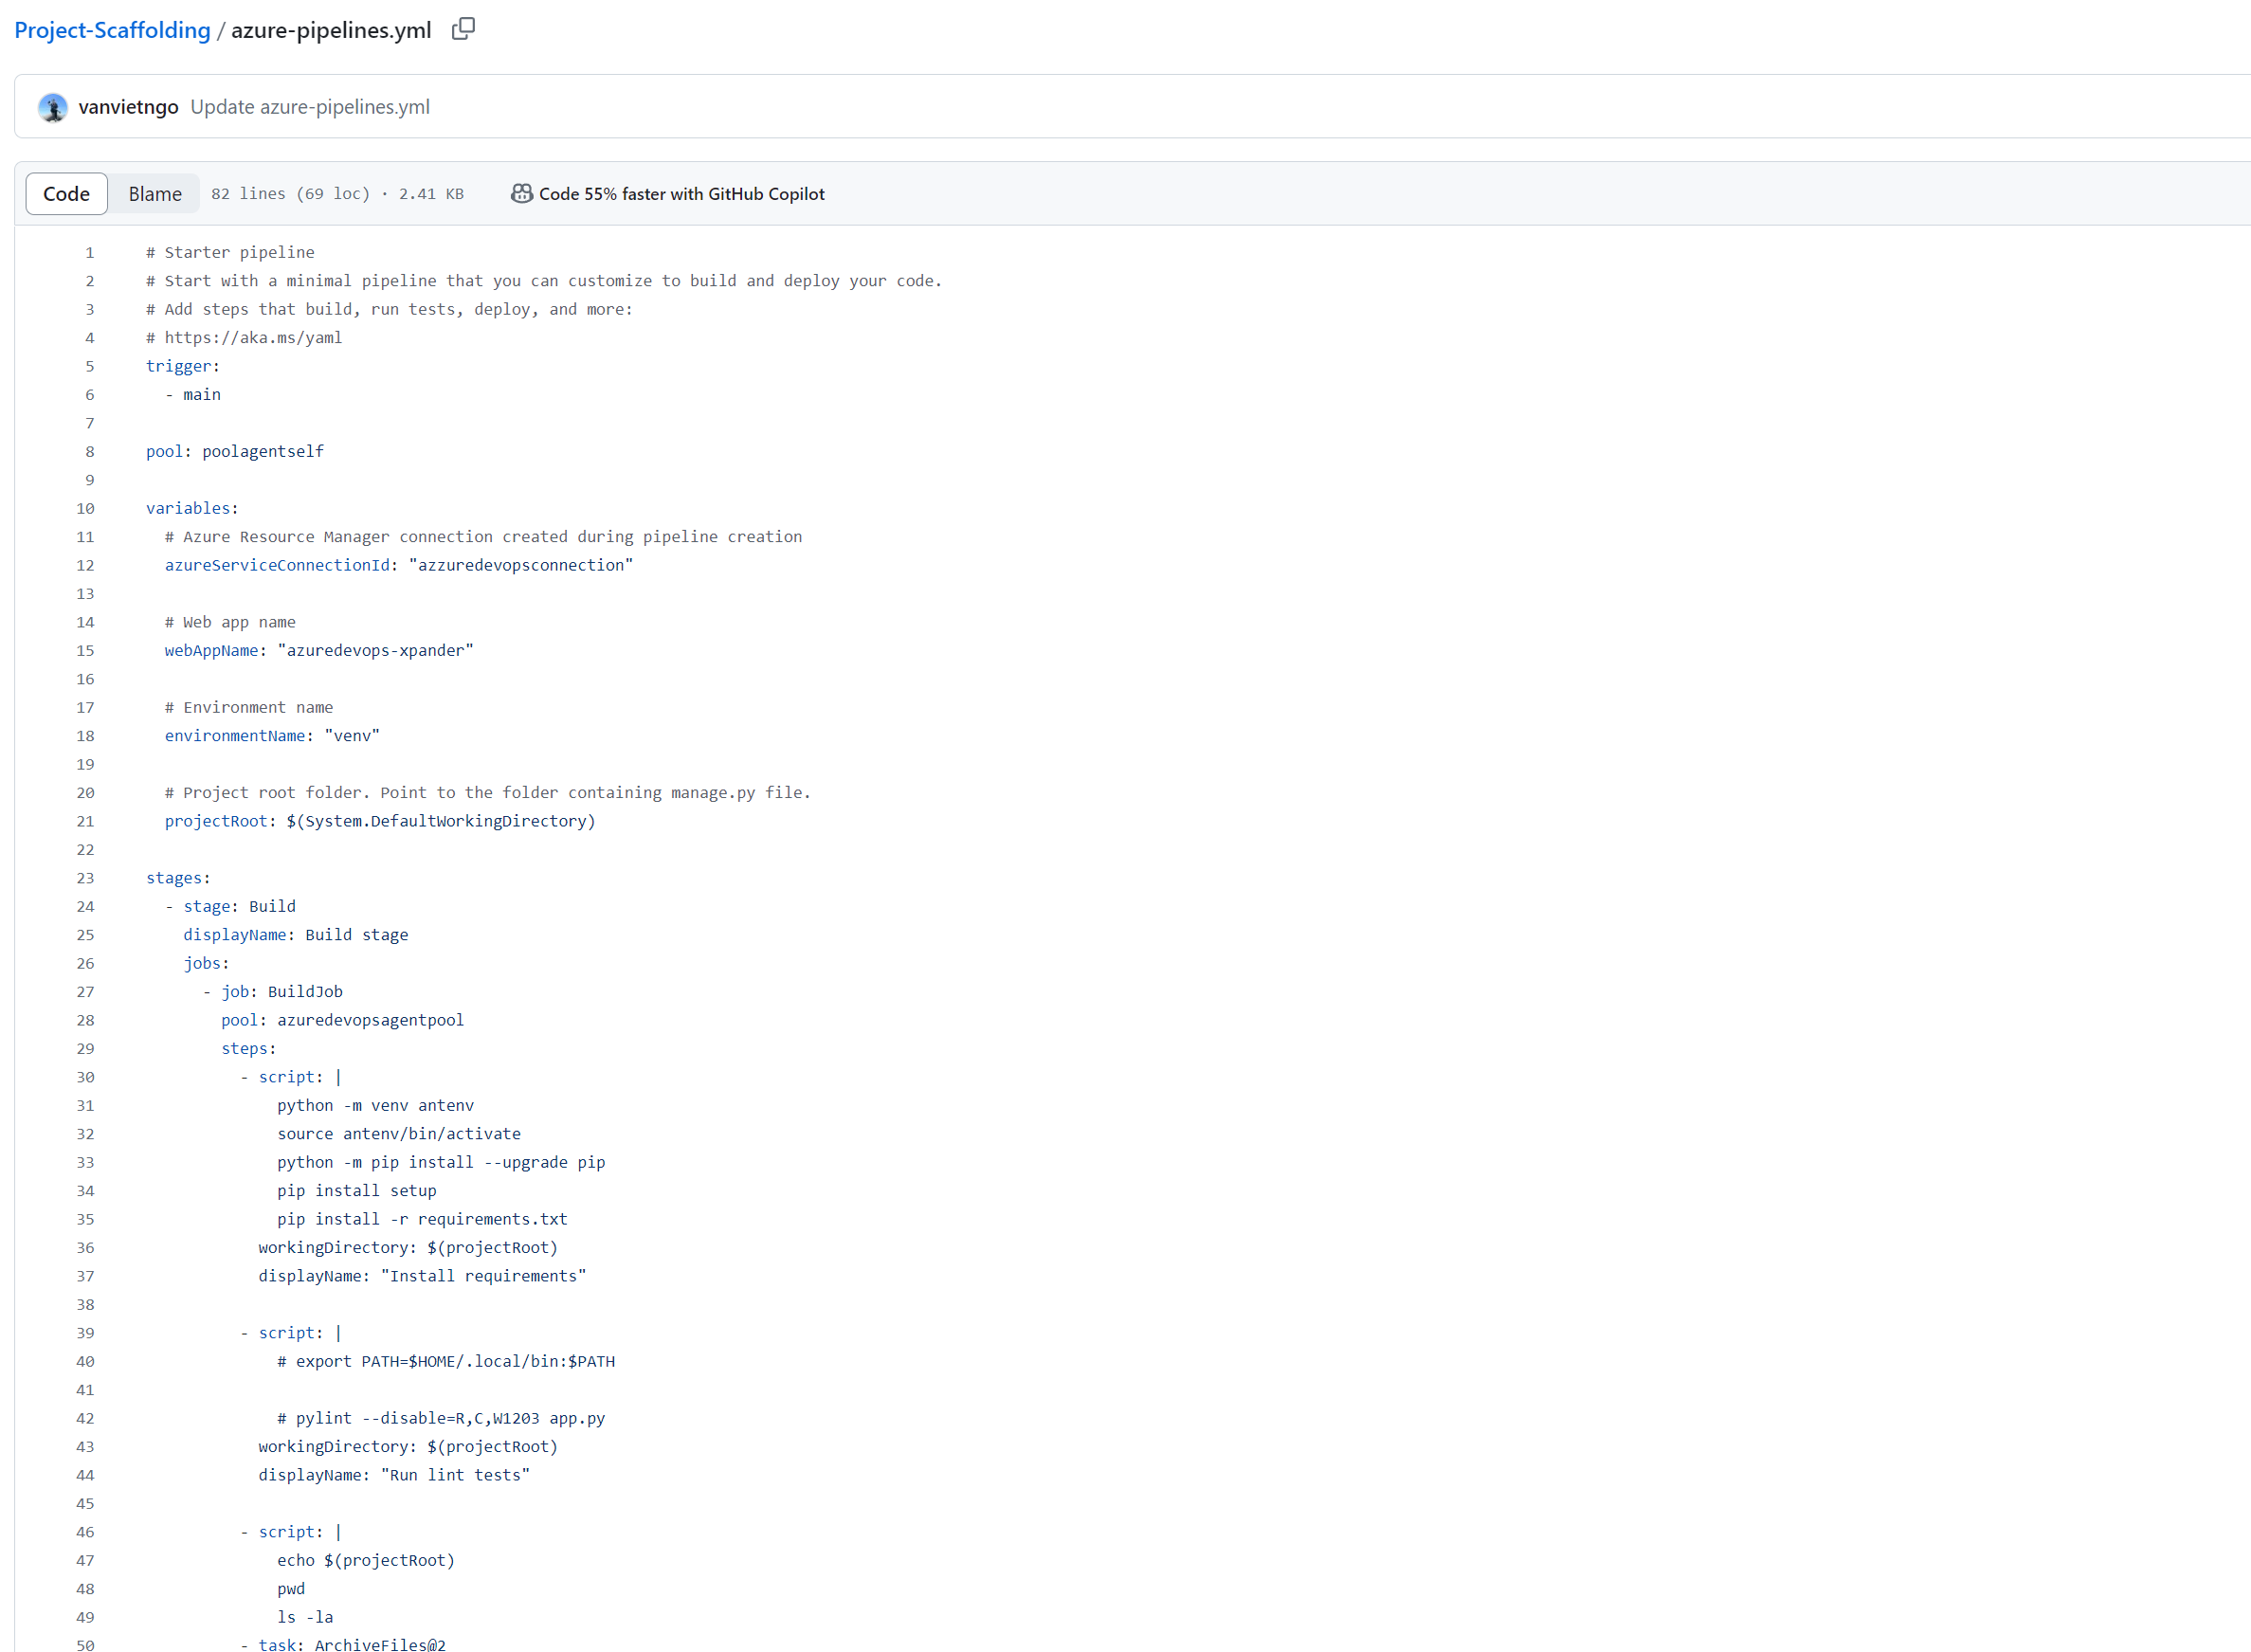 Project-Scaffolding / azure-pipelines.yml
vanvietngo Update azure-pipelines.yml
Code Blame 82 lines (69 loc) · 2.41 KB Code 55% faster with GitHub Copilot
1 # Starter pipeline
2 # Start with a minimal pipeline that you can customize to build and deploy your code.
3 # Add steps that build, run tests, deploy, and more:
4 # https://aka.ms/yaml
5 trigger:
6   - main
7
8 pool: poolagentself
9
10 variables:
11   # Azure Resource Manager connection created during pipeline creation
12   azureServiceConnectionId: "azzuredevopsconnection"
13
14   # Web app name
15   webAppName: "azuredevops-xpander"
16
17   # Environment name
18   environmentName: "venv"
19
20   # Project root folder. Point to the folder containing manage.py file.
21   projectRoot: $(System.DefaultWorkingDirectory)
22
23 stages:
24   - stage: Build
25     displayName: Build stage
26     jobs:
27       - job: BuildJob
28         pool: azuredevopsagentpool
29         steps:
30           - script: |
31               python -m venv antenv
32               source antenv/bin/activate
33               python -m pip install --upgrade pip
34               pip install setup
35               pip install -r requirements.txt
36             workingDirectory: $(projectRoot)
37             displayName: "Install requirements"
38
39           - script: |
40               # export PATH=$HOME/.local/bin:$PATH
41
42               # pylint --disable=R,C,W1203 app.py
43             workingDirectory: $(projectRoot)
44             displayName: "Run lint tests"
45
46           - script: |
47               echo $(projectRoot)
48               pwd
49               ls -la
50           - task: ArchiveFiles@2